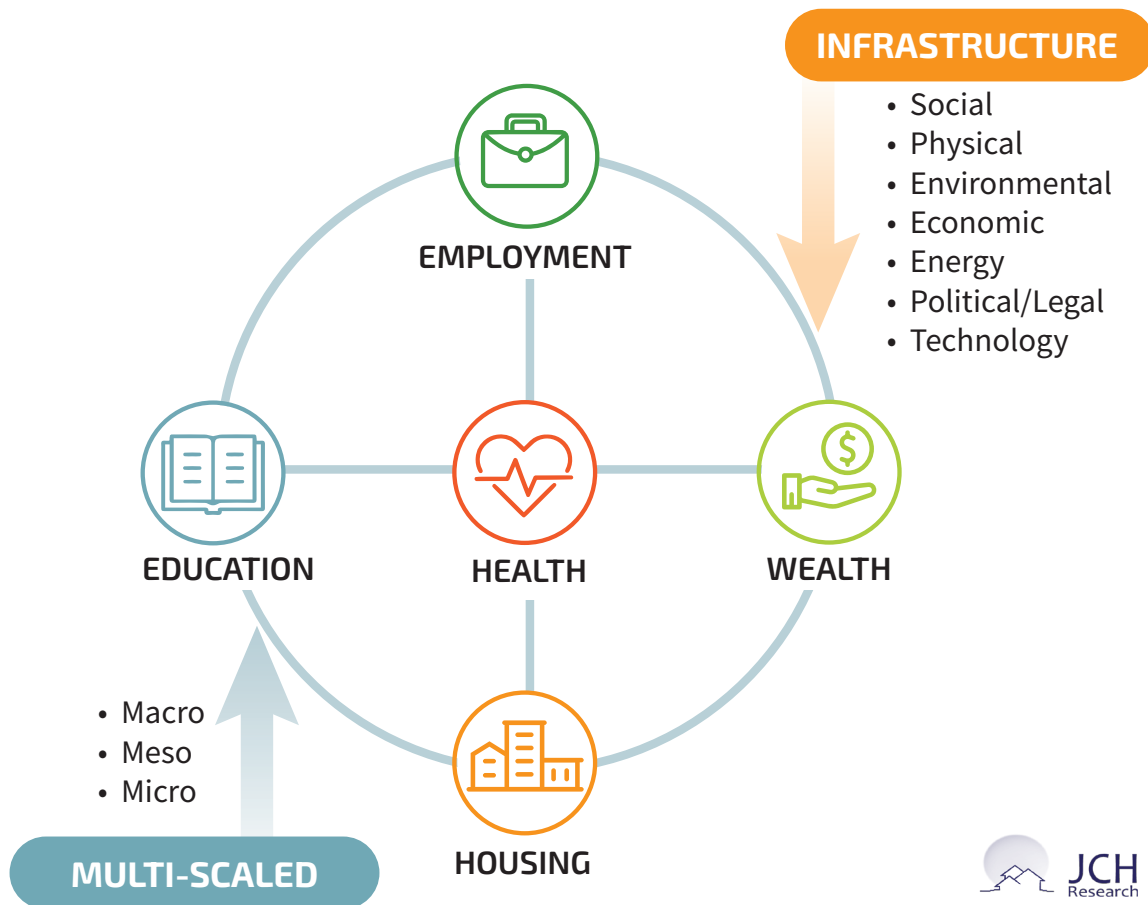 INFRASTRUCTURE
• Social
• Physical
• Environmental
• Economic
• Energy
• Political/Legal
• Technology
EMPLOYMENT
$
EDUCATION
HEALTH
WEALTH
• Macro
• Meso
• Micro
MULTI-SCALED
HOUSING
JCH
Research